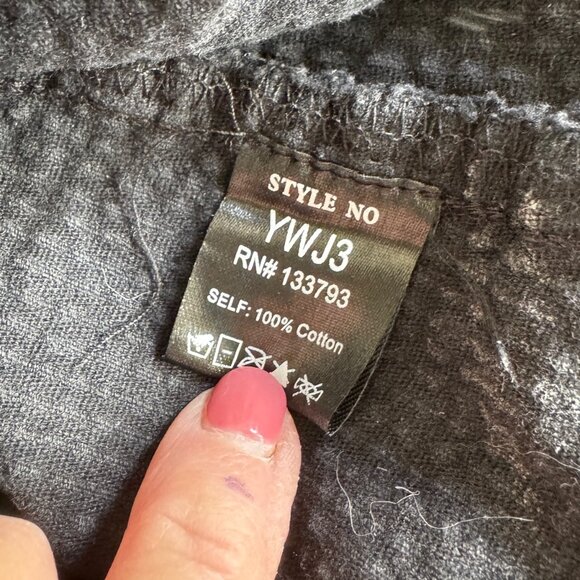 STYLE NO
YWJ3
RN# 133793
SELF: 100% Cotton